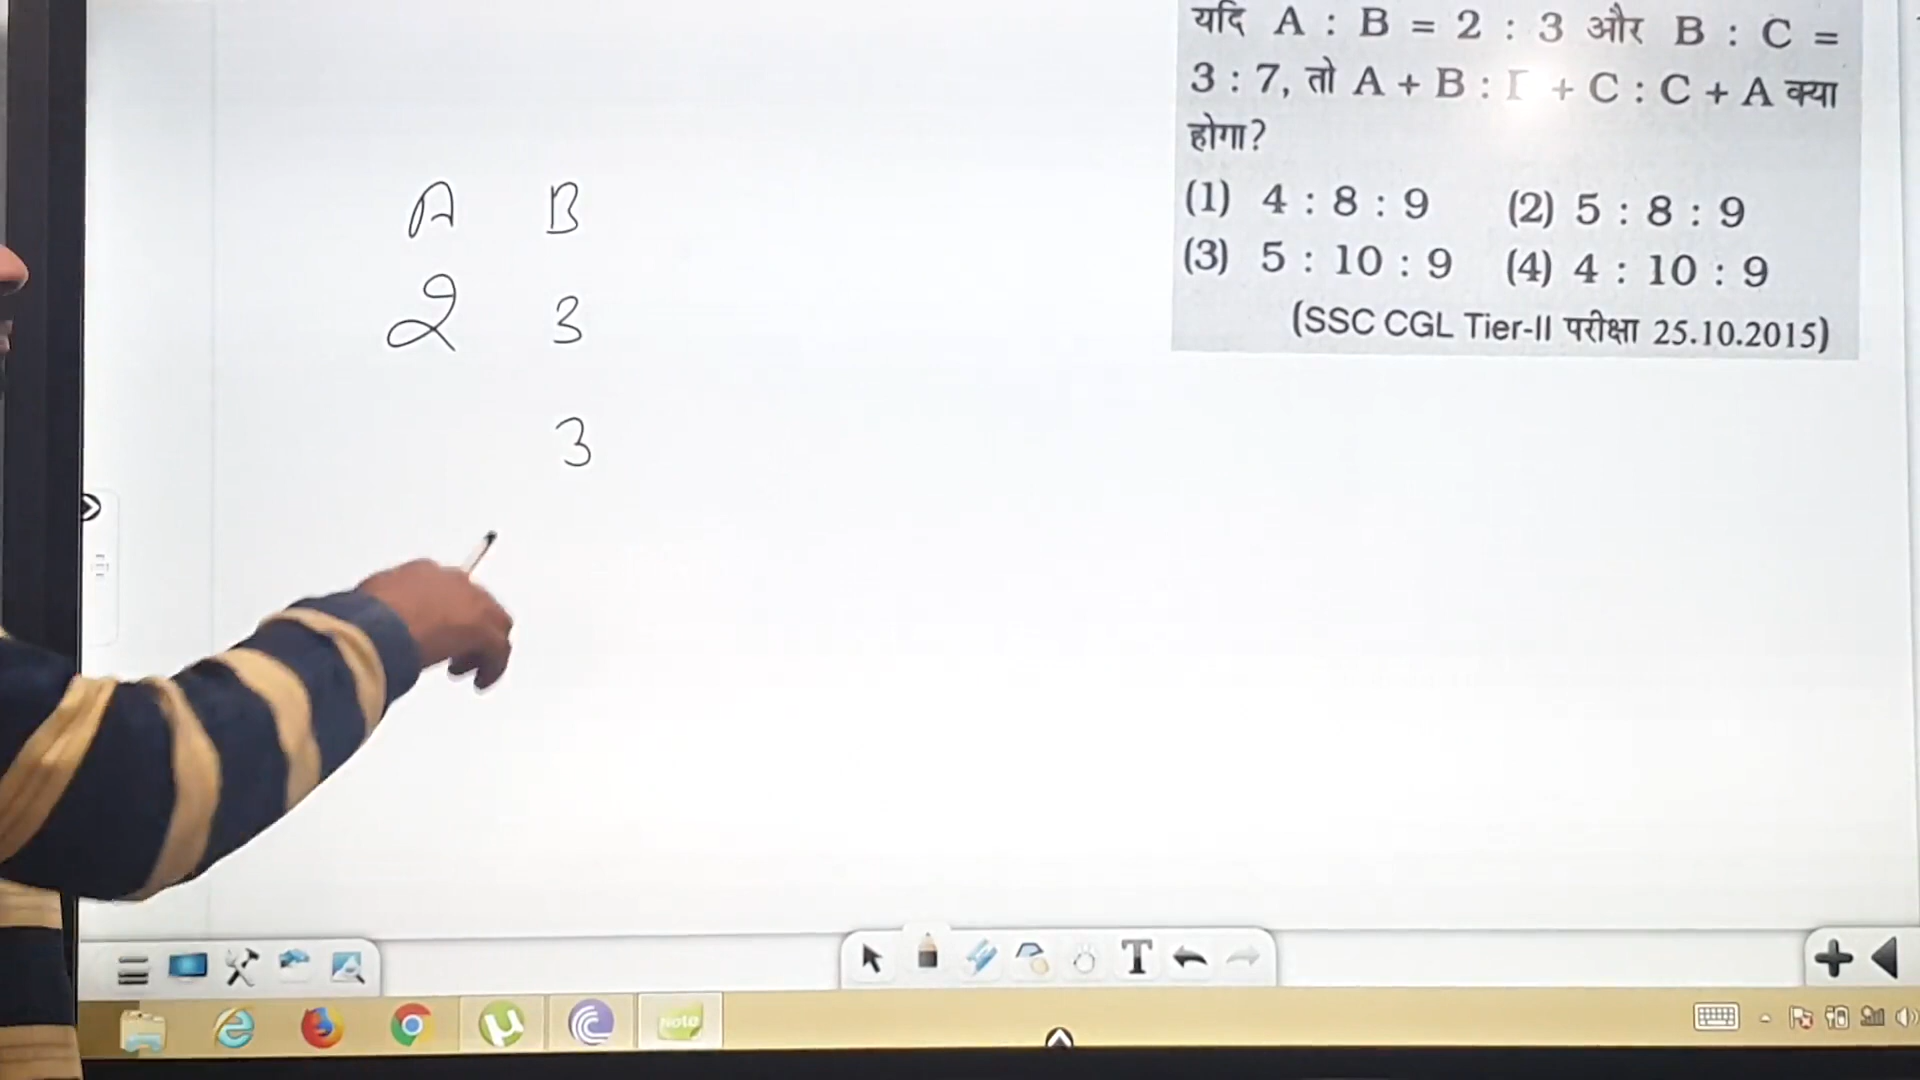 यदि A : B = 2 : 3 और B : C =
3 : 7, तो A + B : + C : C + A क्या
होगा?
(1) 4 : 8 : 9 (2) 5 : 8 : 9
(3) 5 : 10 : 9 (4) 4 : 10 : 9
(SSC CGL Tier-II परीक्षा 25.10.2015)
A B
2 3
3
T
Note